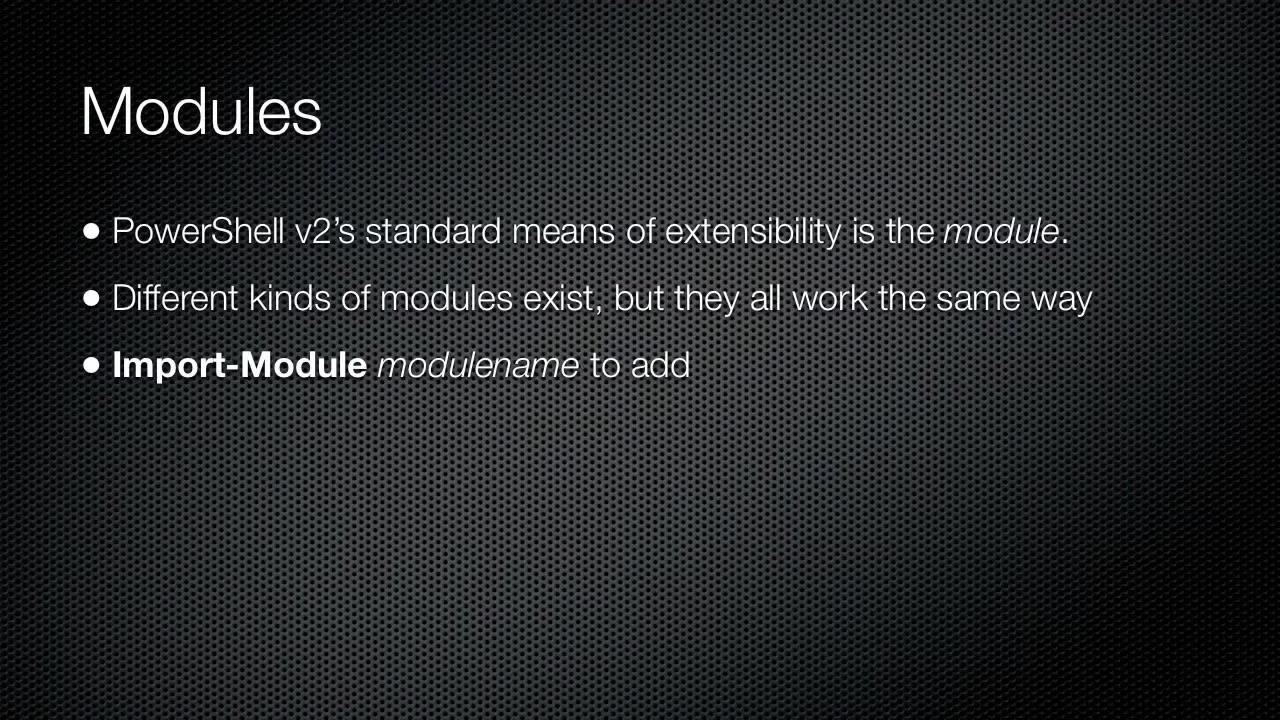 Modules
• PowerShell v2’s standard means of extensibility is the module.
• Different kinds of modules exist, but they all work the same way
• Import-Module modulename to add